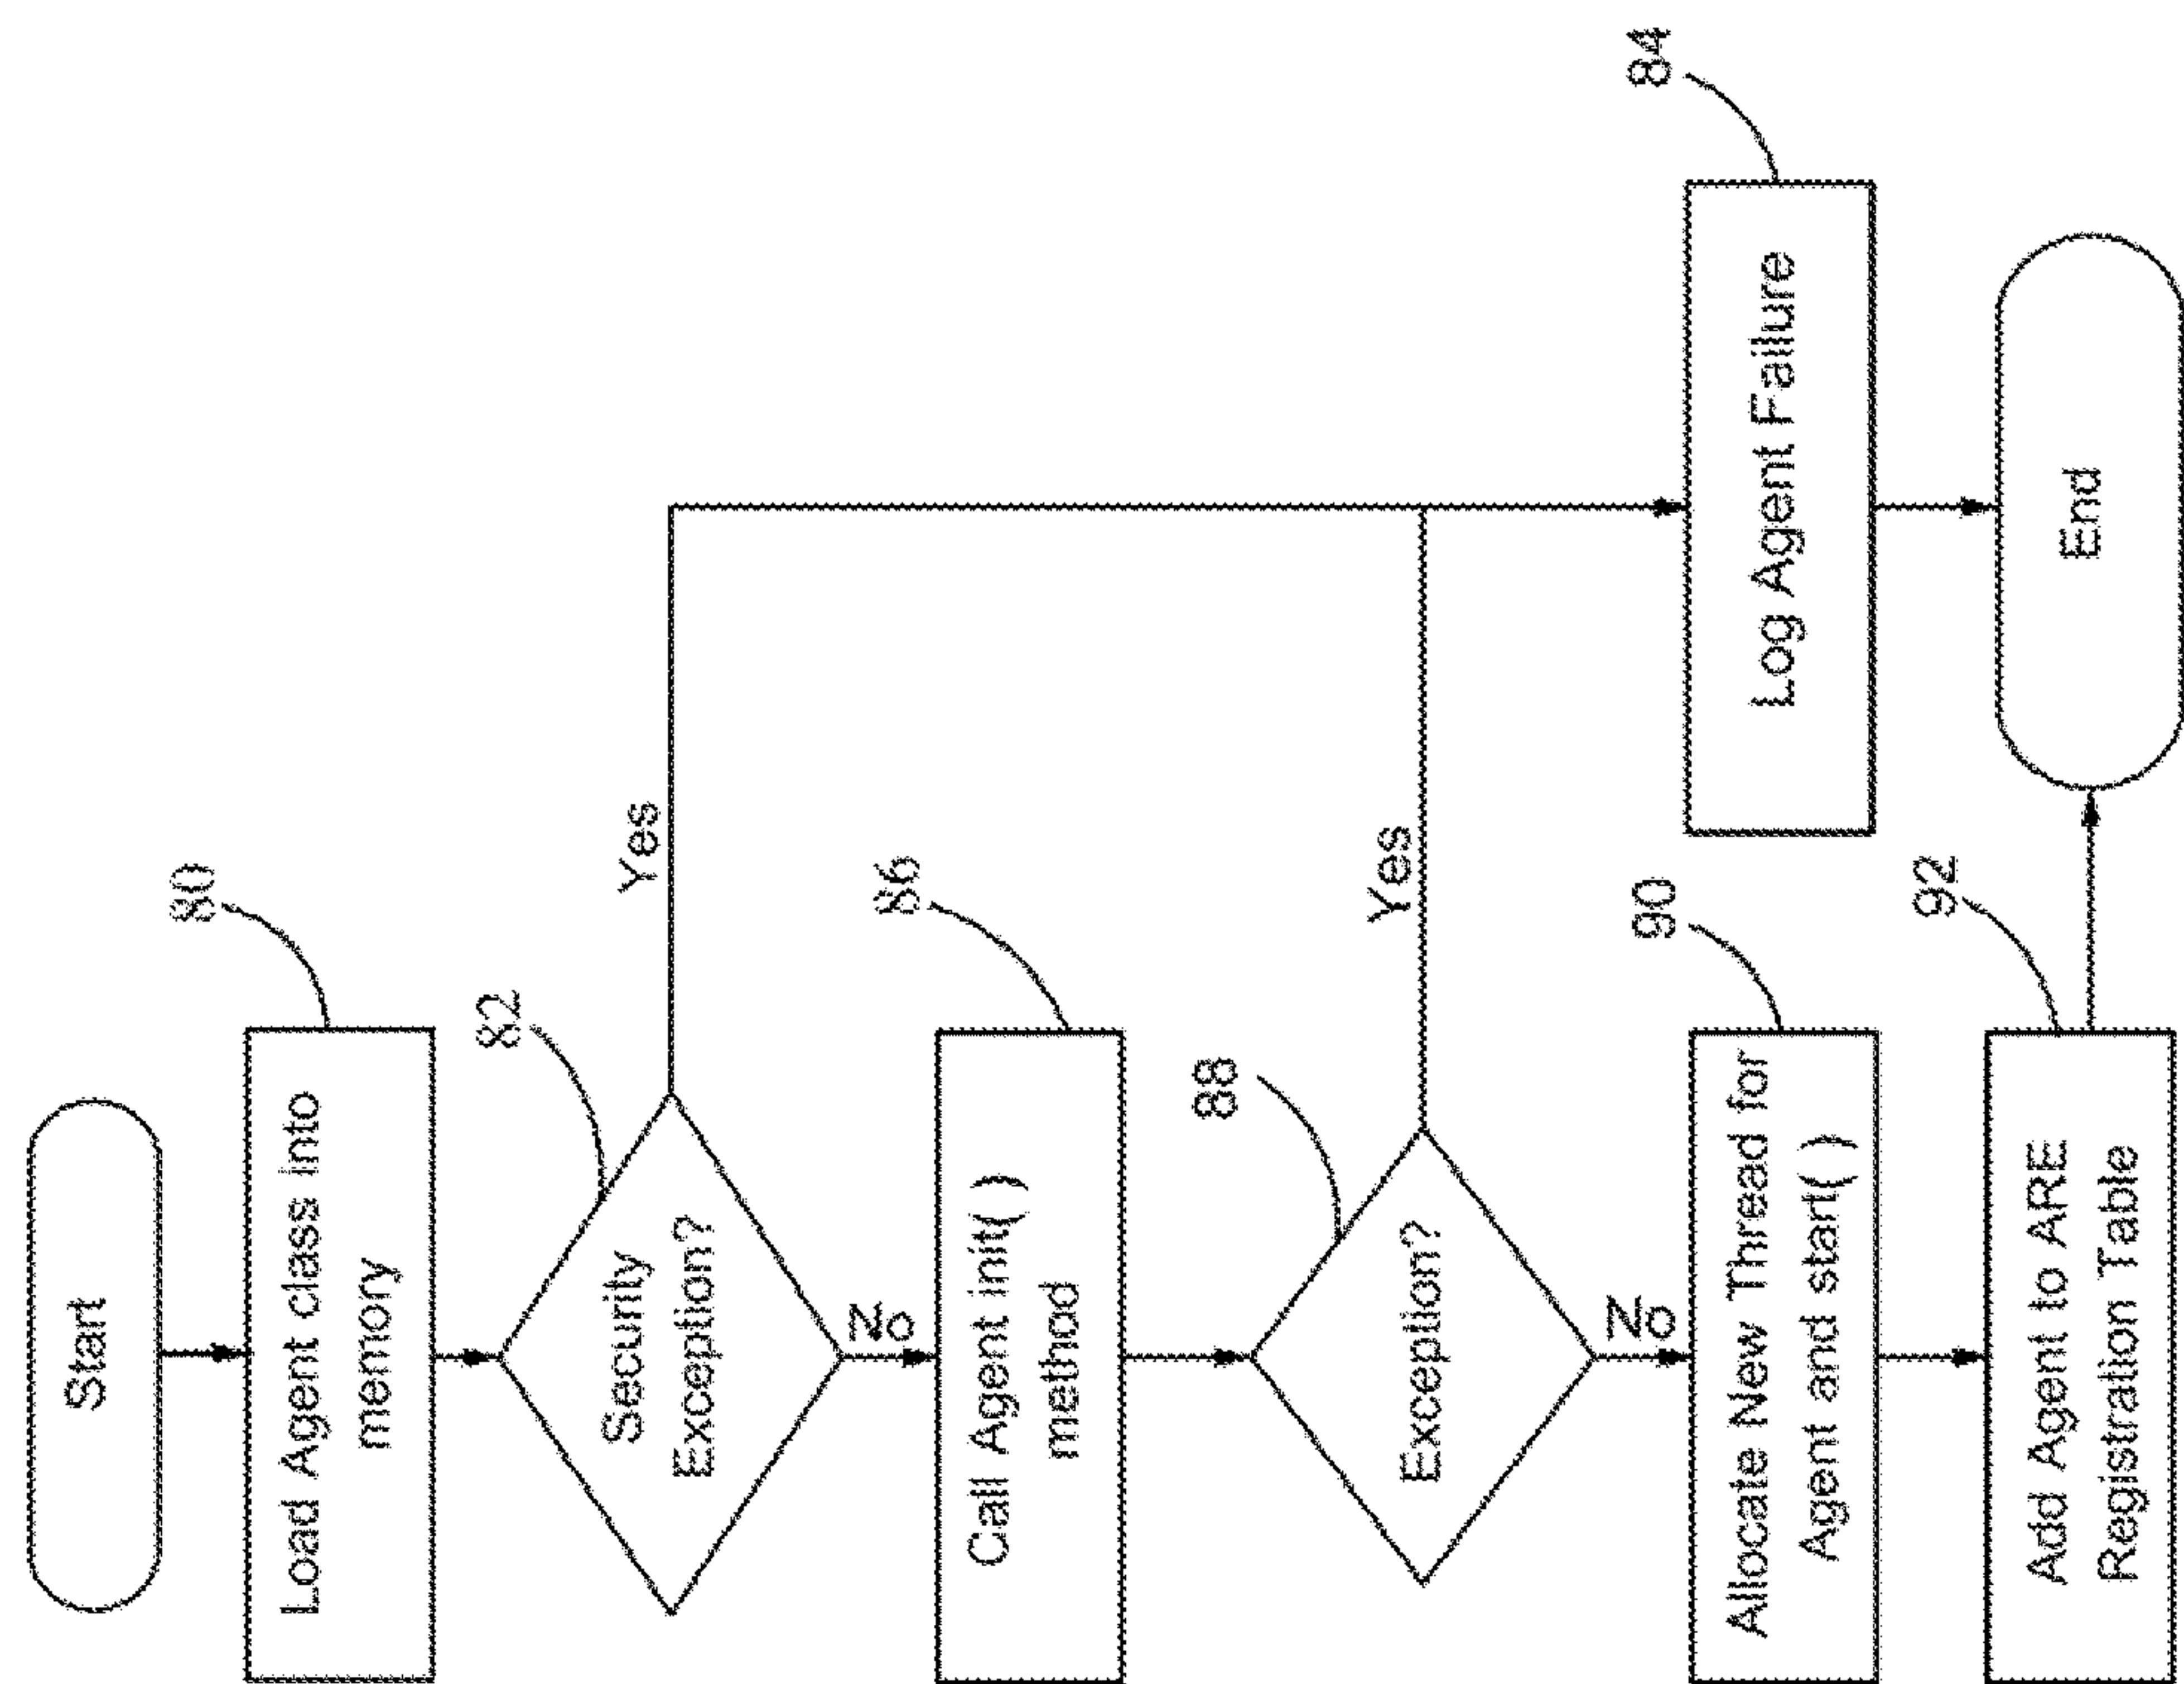 Start
80
Load Agent class into
memory
82
Security
Exception?
Yes
No
86
Call Agent init( )
method
88
Exception?
Yes
No
90
Allocate New Thread for
Agent and start( )
84
Log Agent Failure
92
Add Agent to ARE
Registration Table
End